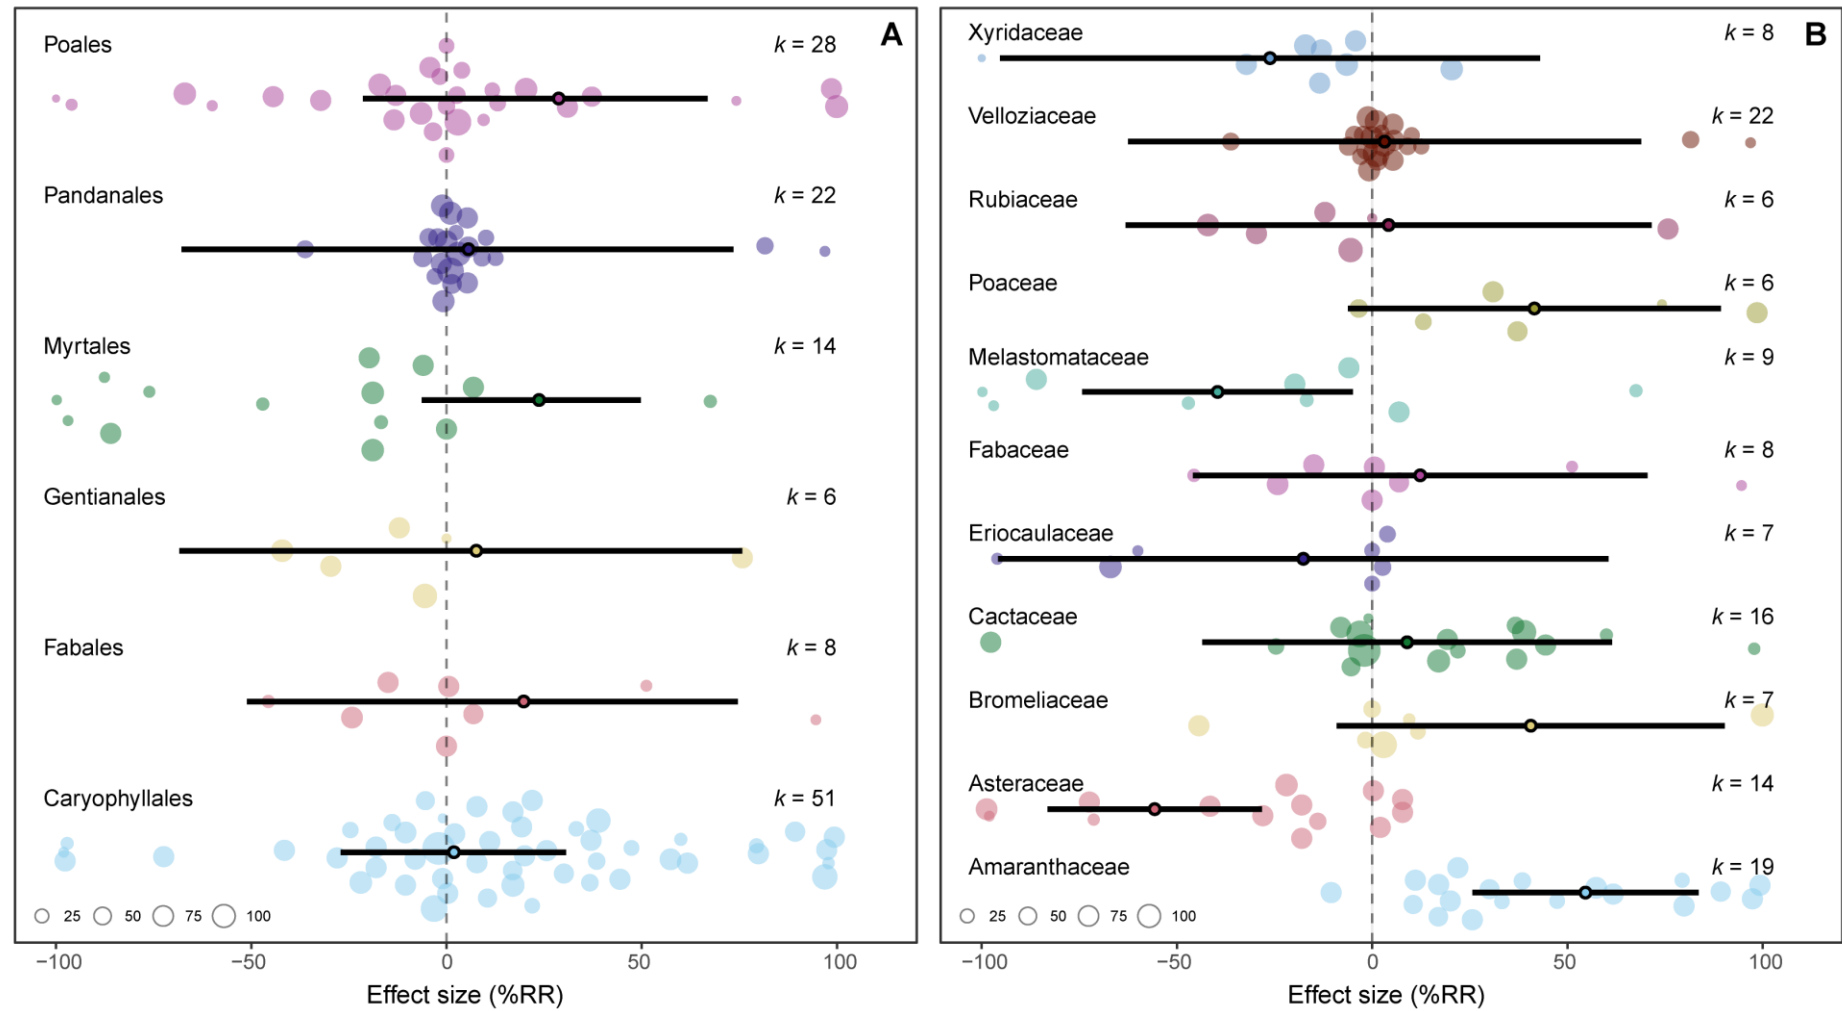 A
Poales
k = 28
Pandanales
k = 22
Myrtales
k = 14
Gentianales
k = 6
Fabales
k = 8
Caryophyllales
k = 51
25 50 75 100
−100 −50 0 50 100
Effect size (%RR)
B
Xyridaceae
k = 8
Velloziaceae
k = 22
Rubiaceae
k = 6
Poaceae
k = 6
Melastomataceae
k = 9
Fabaceae
k = 8
Eriocaulaceae
k = 7
Cactaceae
k = 16
Bromeliaceae
k = 7
Asteraceae
k = 14
Amaranthaceae
k = 19
25 50 75 100
−100 −50 0 50 100
Effect size (%RR)